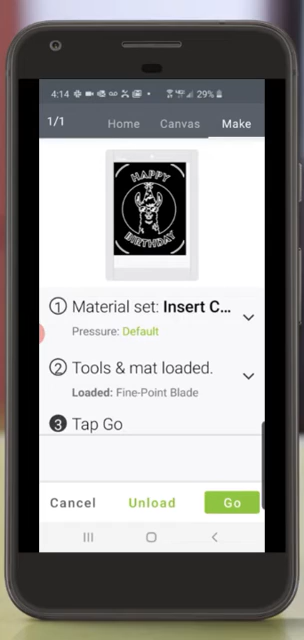 4:14
29%
1/1
Home Canvas Make
HAPPY
BIRTHDAY
1 Material set: Insert C...
Pressure: Default
2 Tools & mat loaded.
Loaded: Fine-Point Blade
3 Tap Go
Cancel Unload Go